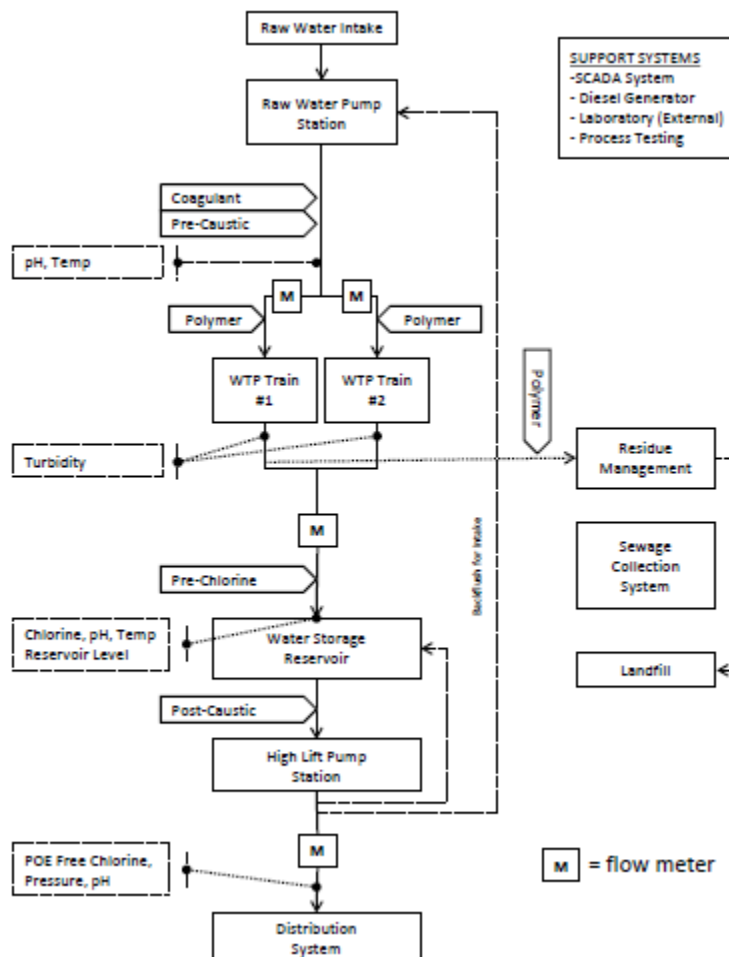 Raw Water Intake
SUPPORT SYSTEMS
-SCADA System
- Diesel Generator
- Laboratory (External)
- Process Testing
Raw Water Pump
Station
Coagulant
Pre-Caustic
pH, Temp
M
M
Polymer
Polymer
WTP Train
#1
WTP Train
#2
Polymer
Turbidity
Residue
Management
M
Backflush for Intake
Sewage
Collection
System
Pre-Chlorine
Chlorine, pH, Temp
Reservoir Level
Water Storage
Reservoir
Landfill
Post-Caustic
High Lift Pump
Station
M
POE Free Chlorine,
Pressure, pH
M = flow meter
Distribution
System